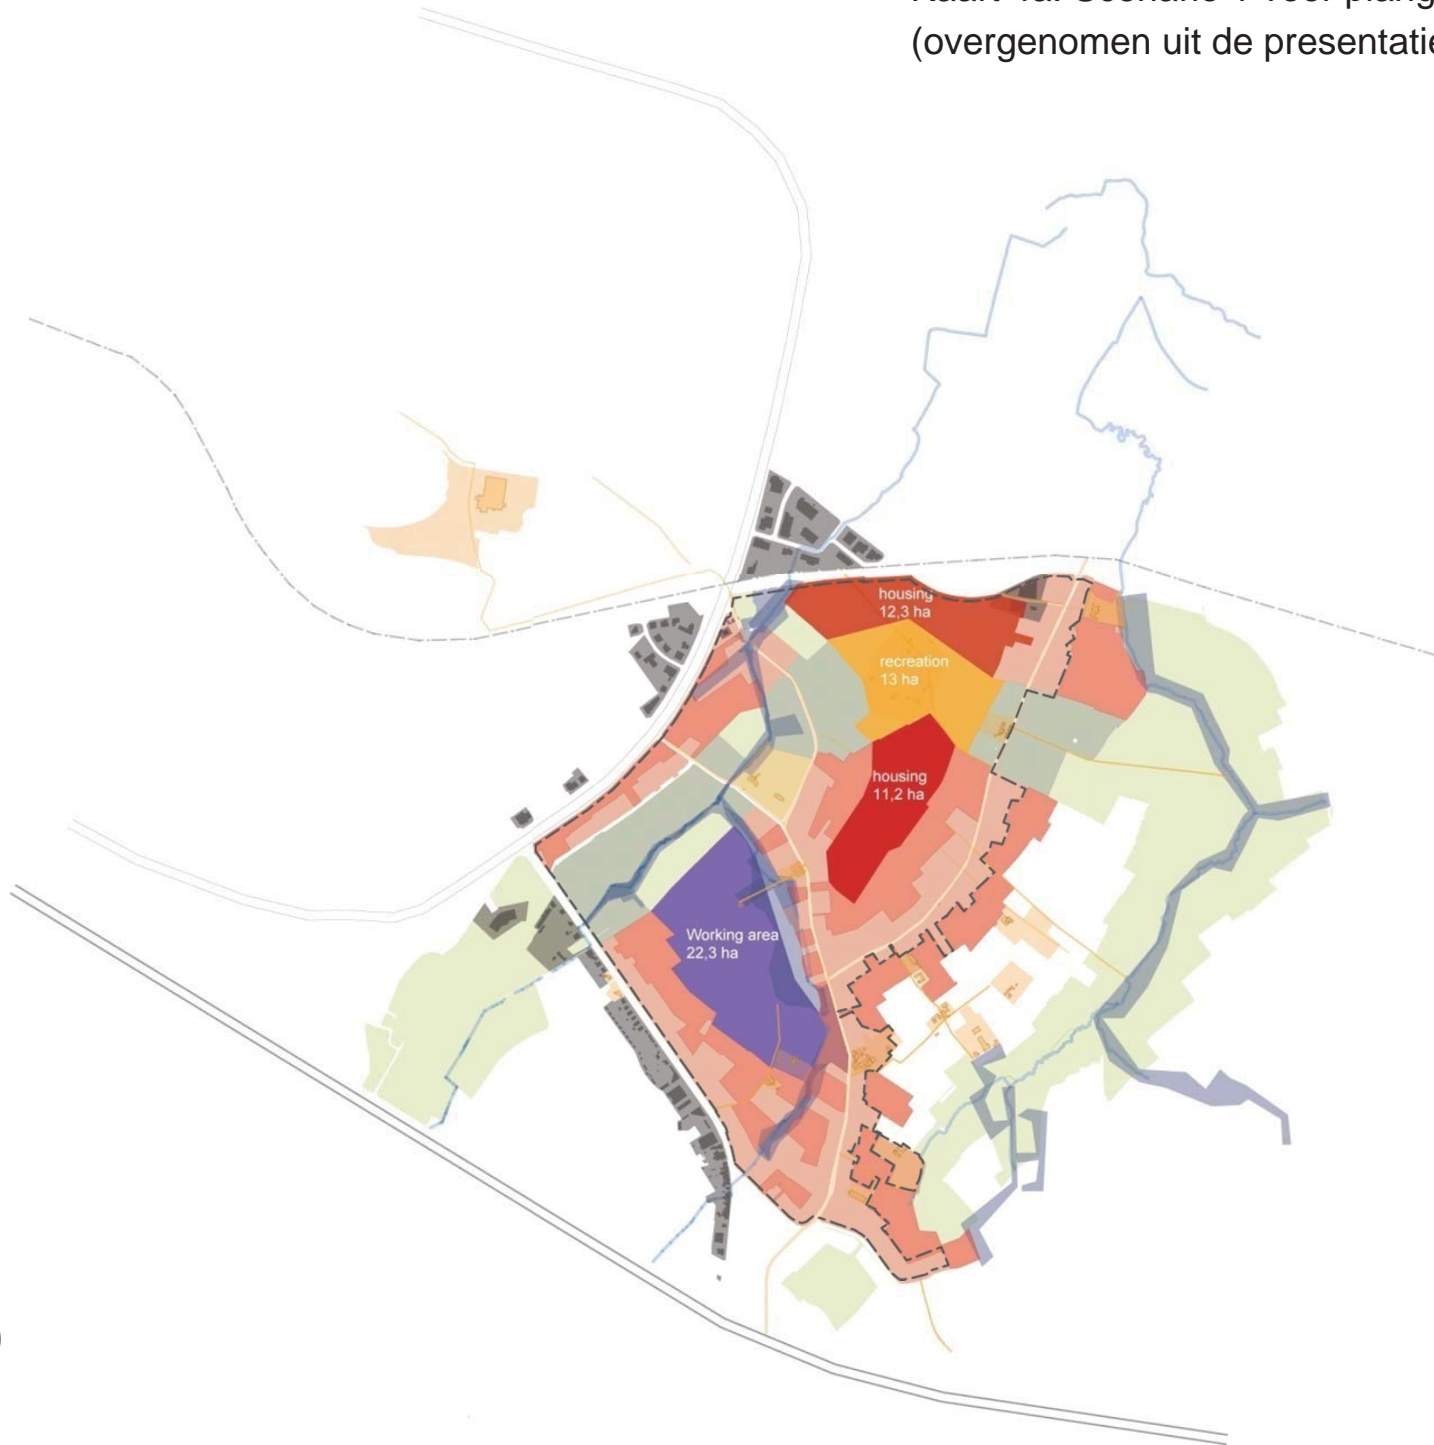 (overgenomen uit de presentatie
housing
12,3 ha
recreation
13 ha
housing
11,2 ha
Working area
22,3 ha